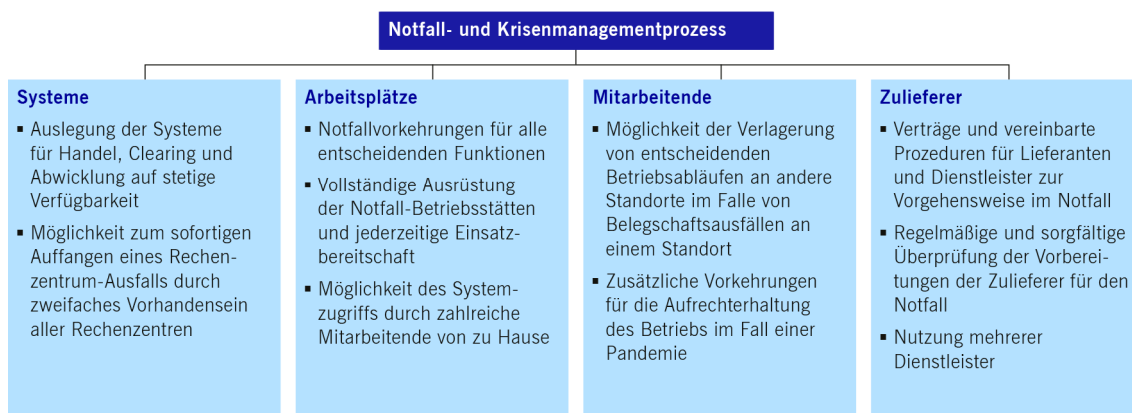 Notfall- und Krisenmanagementprozess
Systeme
▪ Auslegung der Systeme
für Handel, Clearing und
Abwicklung auf stetige
Verfügbarkeit
▪ Möglichkeit zum sofortigen
Auffangen eines Rechen-
zentrum-Ausfalls durch
zweifaches Vorhandensein
aller Rechenzentren
Arbeitsplätze
▪ Notfallvorkehrungen für alle
entscheidenden Funktionen
▪ Vollständige Ausrüstung
der Notfall-Betriebsstätten
und jederzeitige Einsatz-
bereitschaft
▪ Möglichkeit des System-
zugriffs durch zahlreiche
Mitarbeitende von zu Hause
Mitarbeitende
▪ Möglichkeit der Verlagerung
von entscheidenden
Betriebsabläufen an andere
Standorte im Falle von
Belegschaftsausfällen an
einem Standort
▪ Zusätzliche Vorkehrungen
für die Aufrechterhaltung
des Betriebs im Fall einer
Pandemie
Zulieferer
▪ Verträge und vereinbarte
Prozeduren für Lieferanten
und Dienstleister zur
Vorgehensweise im Notfall
▪ Regelmäßige und sorgfältige
Überprüfung der Vorberei-
tungen der Zulieferer für den
Notfall
▪ Nutzung mehrerer
Dienstleister